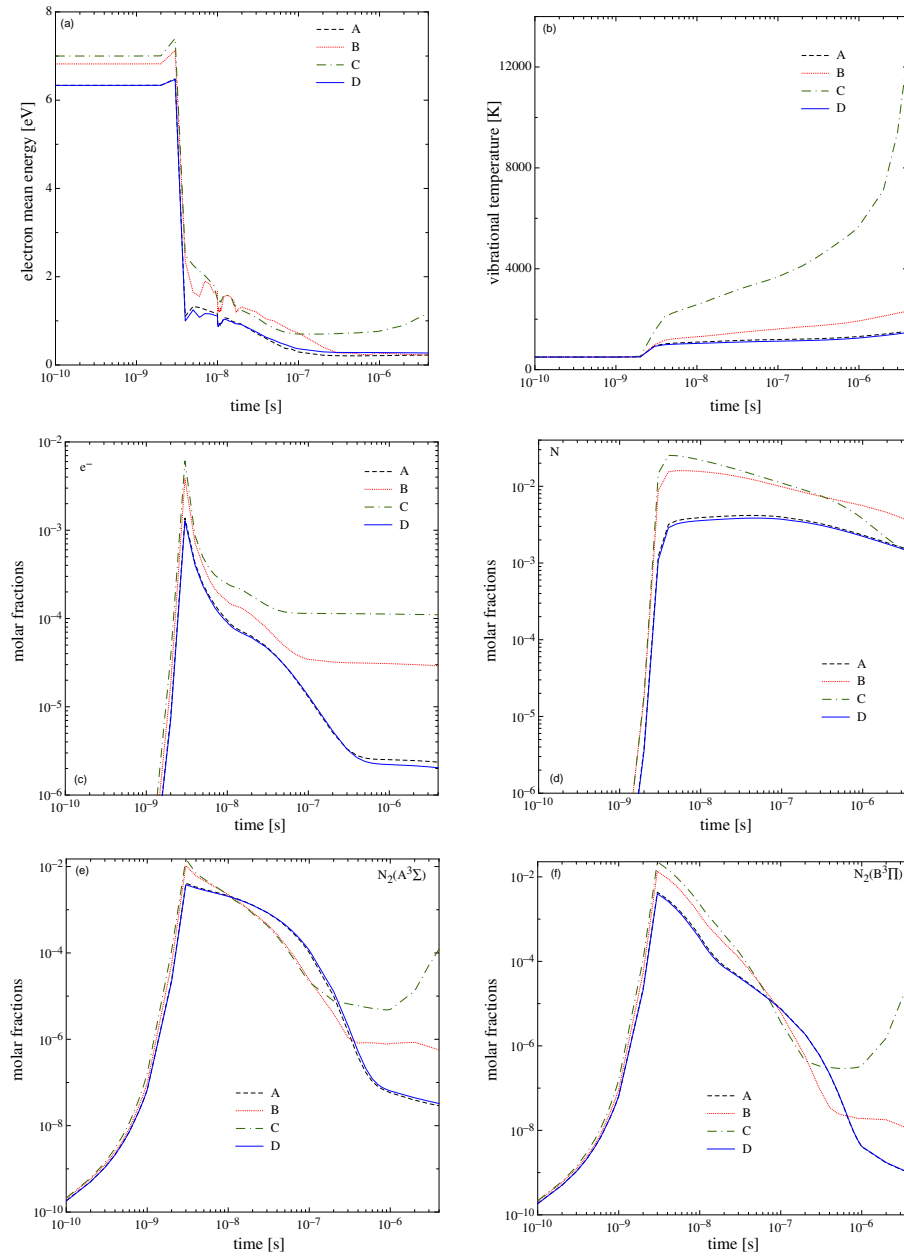 (a)
A
B
C
D
8
6
4
2
0
electron mean energy [eV]
10−10 10−9 10−8 10−7 10−6
time [s]
(b)
A
B
C
D
12000
8000
4000
0
vibrational temperature [K]
10−10 10−9 10−8 10−7 10−6
time [s]
e−
A
B
C
D
10−2
10−3
10−4
10−5
10−6
molar fractions
(c)
10−10 10−9 10−8 10−7 10−6
time [s]
N
A
B
C
D
10−2
10−3
10−4
10−5
10−6
molar fractions
(d)
10−10 10−9 10−8 10−7 10−6
time [s]
(e)
N2(A3Σ)
A
B
C
D
10−2
10−4
10−6
10−8
10−10
molar fractions
10−10 10−9 10−8 10−7 10−6
time [s]
(f)
N2(B3Π)
A
B
C
D
10−2
10−4
10−6
10−8
10−10
molar fractions
10−10 10−9 10−8 10−7 10−6
time [s]